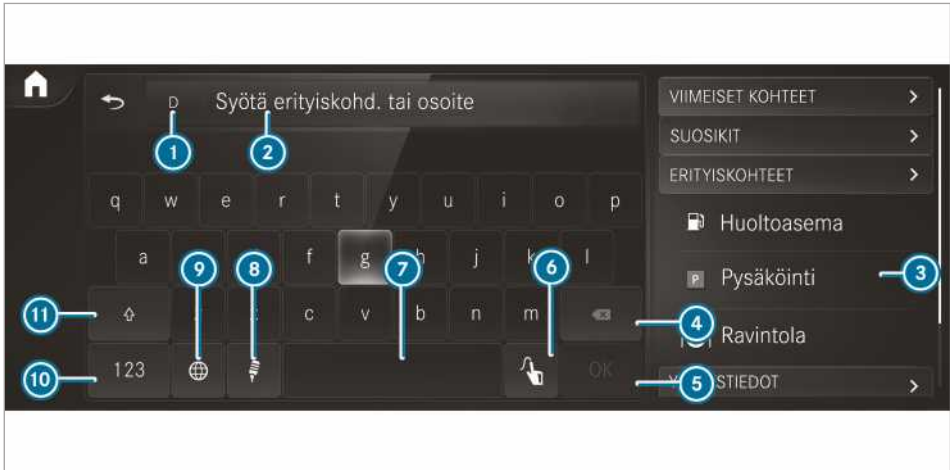 D Syötä erityiskohd. tai osoite
1 2
q w e r t y u i o p
a f g h j k l
9 8 7 6
11 c v b n m 4
10 123 OK 5
VIIMEISET KOHTEET
SUOSIKIT
ERITYISKOHTEET
Huoltoasema
P Pysäköinti 3
Ravintola
STIEDOT